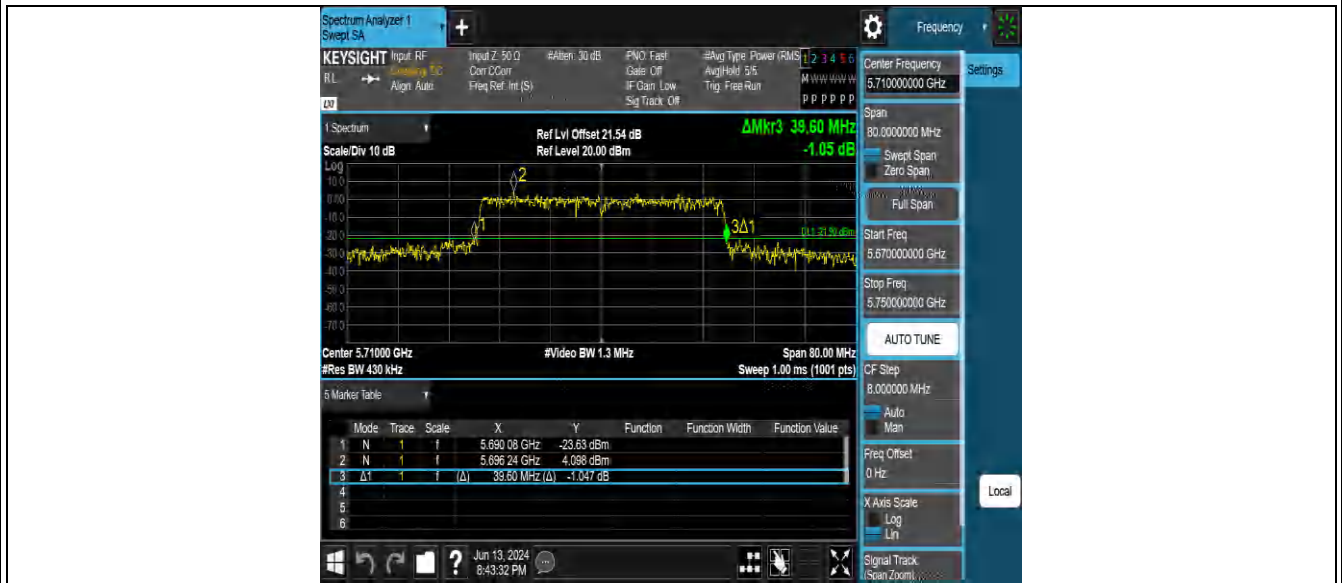 Spectrum Analyzer 1
Swept SA
+
Frequency
KEYSIGHT Input: RF
Input Z: 50 Ω
#Atten: 30 dB
PNO: Fast
#Avg Type: Power (RMS
1 2 3 4 5 6
RL
Corr CCorr
Gate: Off
Avg|Hold: 5/5
M W W W W W
Align: Auto
Freq Ref: Int (S)
IF Gain: Low
Trig: Free Run
Sig Track: Off
P P P P P P
LXI
Center Frequency
5.710000000 GHz
Settings
Span
80.0000000 MHz
Swept Span
Zero Span
Full Span
Start Freq
5.670000000 GHz
Stop Freq
5.750000000 GHz
AUTO TUNE
CF Step
8.000000 MHz
Auto
Man
Freq Offset
0 Hz
X Axis Scale
Log
Lin
Signal Track
(Span Zoom)
Local
1 Spectrum
Ref Lvl Offset 21.54 dB
ΔMkr3 39.60 MHz
Scale/Div 10 dB
Ref Level 20.00 dBm
-1.05 dB
Log
10.0
0.00
-10.0
-20.0
-30.0
-40.0
-50.0
-60.0
-70.0
2
1
3Δ1
Center 5.71000 GHz
#Video BW 1.3 MHz
Span 80.00 MHz
#Res BW 430 kHz
Sweep 1.00 ms (1001 pts)
5 Marker Table
Mode Trace Scale X Y Function Function Width Function Value
1 N 1 f 5.690 08 GHz -23.63 dBm
2 N 1 f 5.696 24 GHz 4.098 dBm
3 Δ1 1 f (Δ) 39.60 MHz (Δ) -1.047 dB
4
5
6
?
Jun 13, 2024
8:43:32 PM